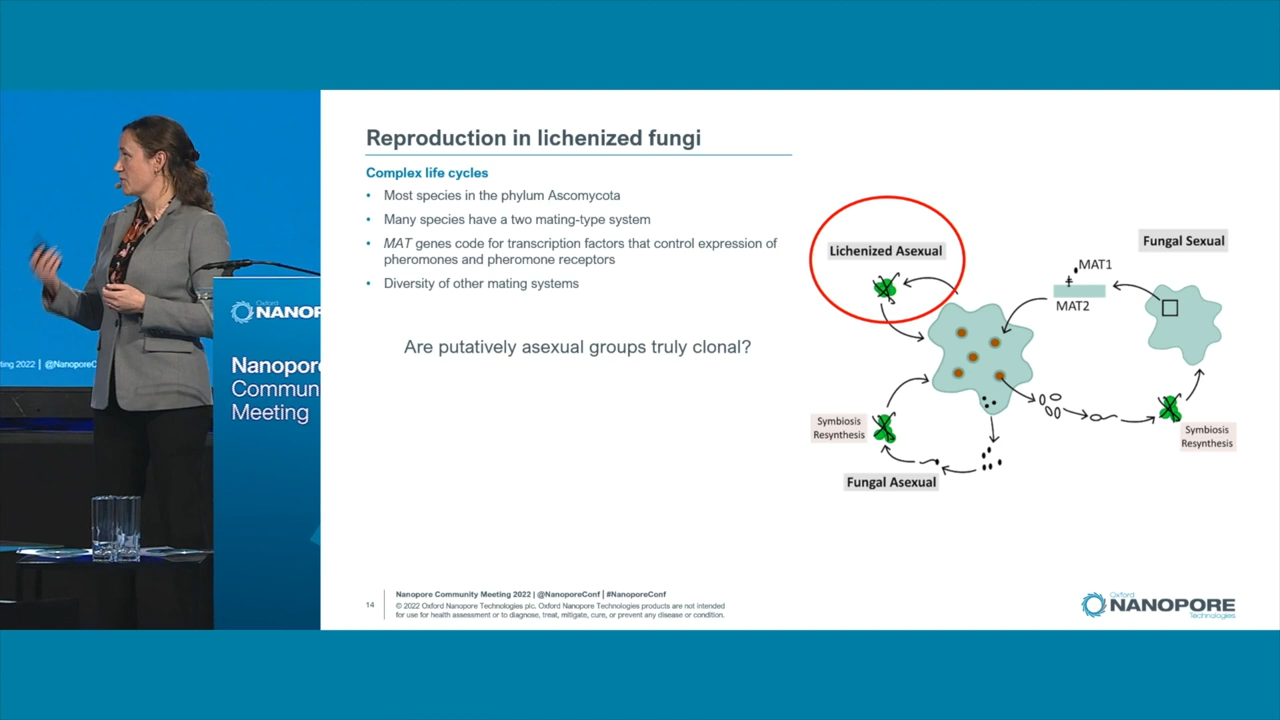 Reproduction in lichenized fungi
Complex life cycles
• Most species in the phylum Ascomycota
• Many species have a two mating-type system
• MAT genes code for transcription factors that control expression of
pheromones and pheromone receptors
• Diversity of other mating systems
Are putatively asexual groups truly clonal?
Lichenized Asexual
Fungal Sexual
MAT1
MAT2
Symbiosis
Resynthesis
Symbiosis
Resynthesis
Fungal Asexual
Oxford
NANOP
Nanopore
Commun
Meeting
ting 2022 | @NanoporeC
14
Nanopore Community Meeting 2022 | @NanoporeConf | #NanoporeConf
© 2022 Oxford Nanopore Technologies plc. Oxford Nanopore Technologies products are not intended
for use for health assessment or to diagnose, treat, mitigate, cure, or prevent any disease or condition.
Oxford
NANOPORE
Technologies